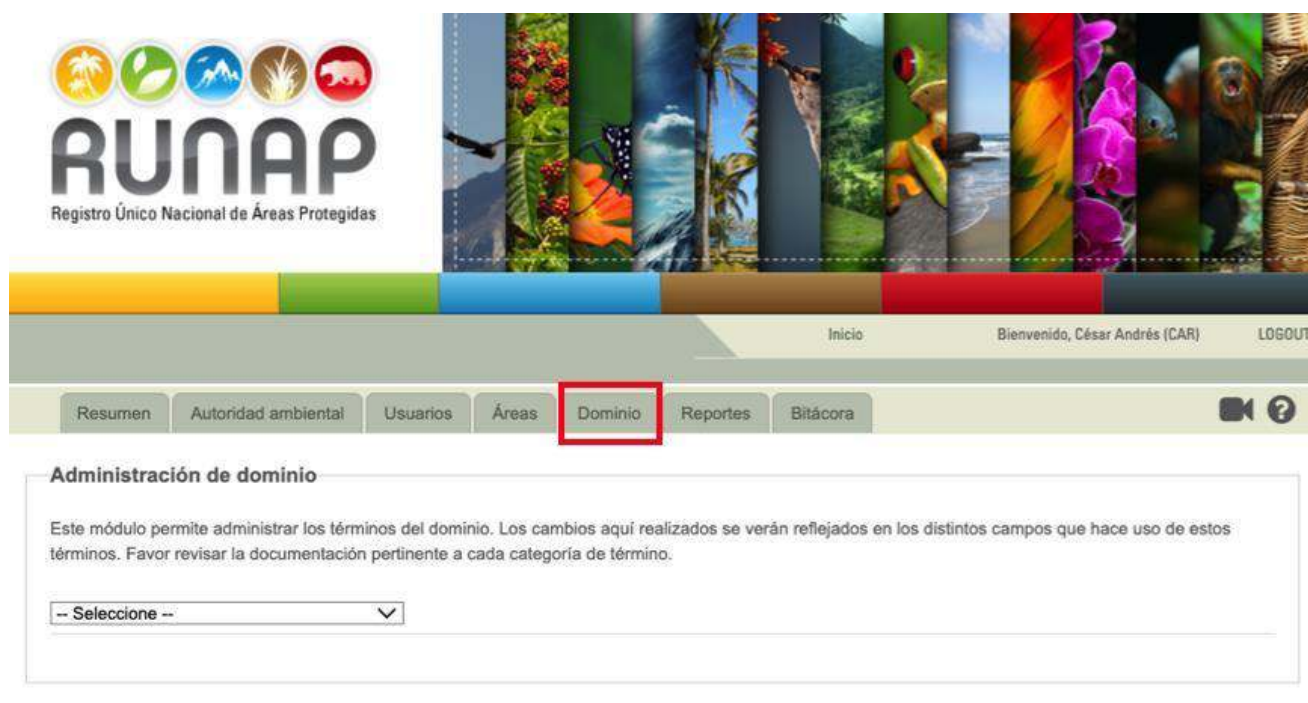 RUNAP
Registro Único Nacional de Áreas Protegidas
Inicio
Bienvenido, César Andrés (CAR)
LOGOUT
Resumen
Autoridad ambiental
Usuarios
Áreas
Dominio
Reportes
Bitácora
Administración de dominio
Este módulo permite administrar los términos del dominio. Los cambios aquí realizados se verán reflejados en los distintos campos que hace uso de estos
términos. Favor revisar la documentación pertinente a cada categoría de término.
-- Seleccione --